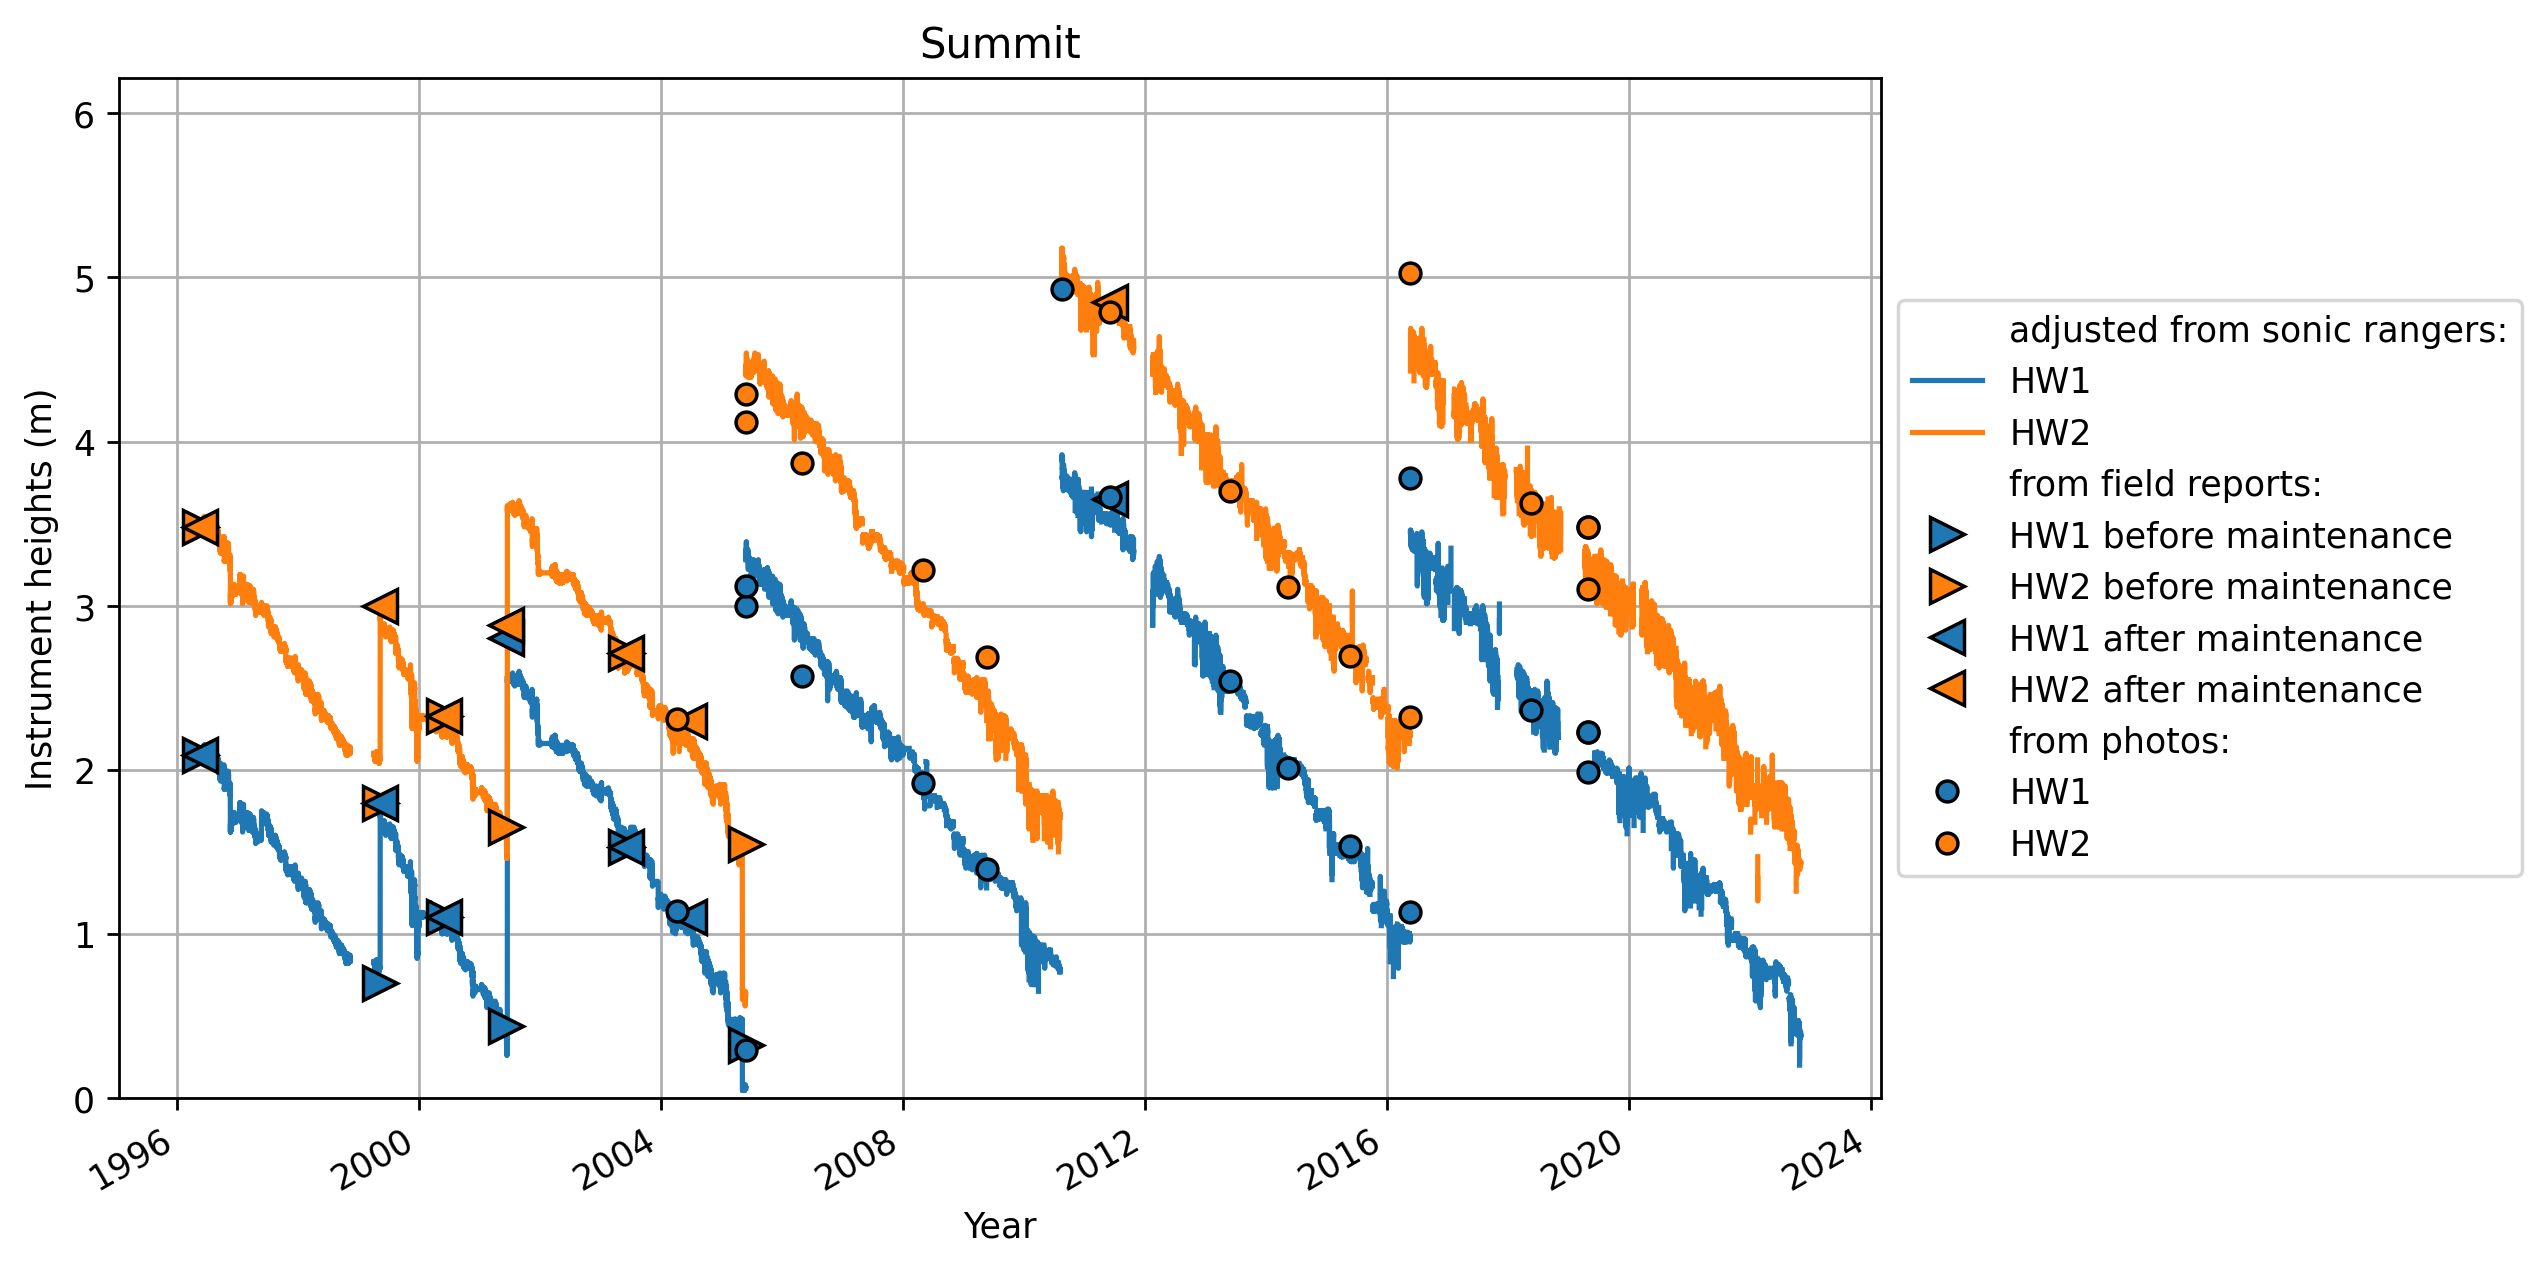 Summit
6
5
4
3
2
1
0
Instrument heights (m)
1996
2000
2004
2008
2012
2016
2020
2024
Year
adjusted from sonic rangers:
HW1
HW2
from field reports:
HW1 before maintenance
HW2 before maintenance
HW1 after maintenance
HW2 after maintenance
from photos:
HW1
HW2